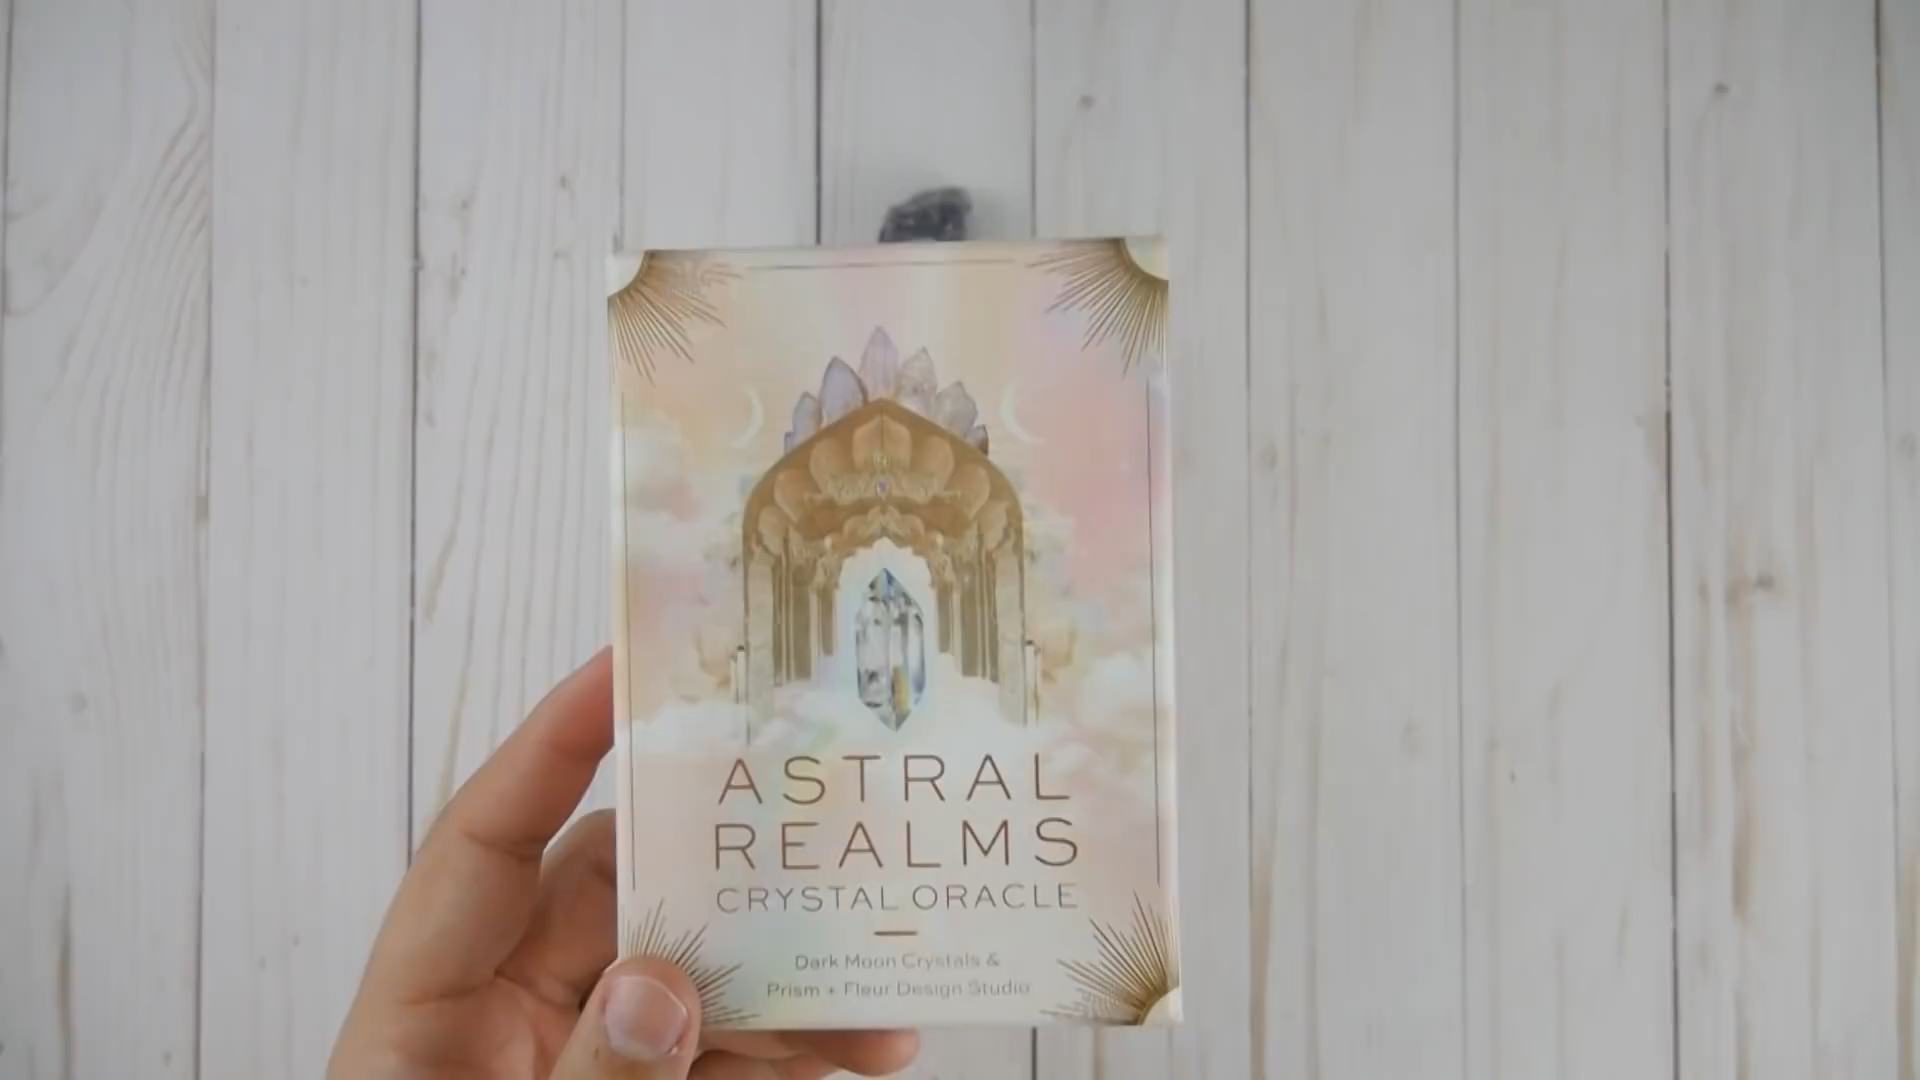 ASTRAL
REALMS
CRYSTAL ORACLE
Dark Moon Crystals &
Prism + Fleur Design Studio